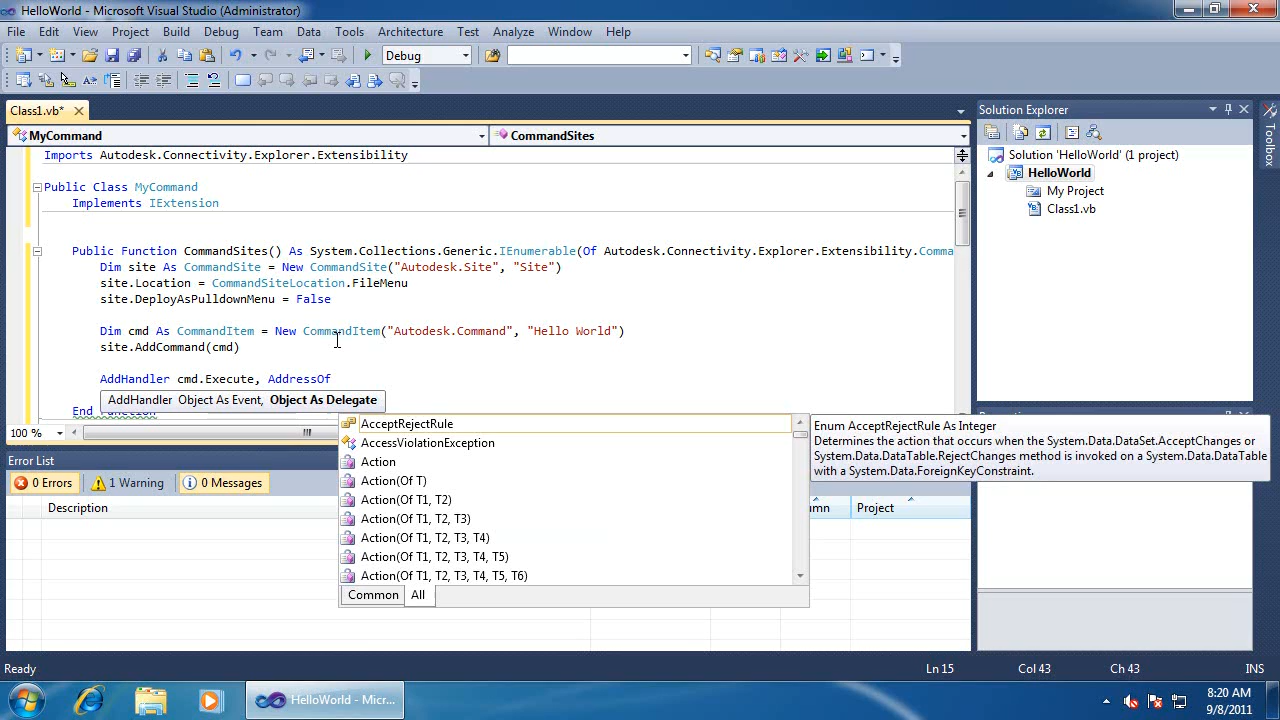 HelloWorld - Microsoft Visual Studio (Administrator)
File Edit View Project Build Debug Team Data Tools Architecture Test Analyze Window Help
Debug
Class1.vb*
MyCommand
CommandSites
Imports Autodesk.Connectivity.Explorer.Extensibility
Public Class MyCommand
Implements IExtension
Public Function CommandSites() As System.Collections.Generic.IEnumerable(Of Autodesk.Connectivity.Explorer.Extensibility.Comma
Dim site As CommandSite = New CommandSite("Autodesk.Site", "Site")
site.Location = CommandSiteLocation.FileMenu
site.DeployAsPulldownMenu = False
Dim cmd As CommandItem = New CommandItem("Autodesk.Command", "Hello World")
site.AddCommand(cmd)
AddHandler cmd.Execute, AddressOf
AddHandler Object As Event, Object As Delegate
End Function
100 %
AcceptRejectRule
AccessViolationException
Action
Action(Of T)
Action(Of T1, T2)
Action(Of T1, T2, T3)
Action(Of T1, T2, T3, T4)
Action(Of T1, T2, T3, T4, T5)
Action(Of T1, T2, T3, T4, T5, T6)
Common All
Enum AcceptRejectRule As Integer
Determines the action that occurs when the System.Data.DataSet.AcceptChanges or
System.Data.DataTable.RejectChanges method is invoked on a System.Data.DataTable
with a System.Data.ForeignKeyConstraint.
Error List
0 Errors 1 Warning 0 Messages
Description
Project
Solution Explorer
Solution 'HelloWorld' (1 project)
HelloWorld
My Project
Class1.vb
Toolbox
Ready
Ln 15 Col 43 Ch 43 INS
HelloWorld - Micr...
8:20 AM
9/8/2011